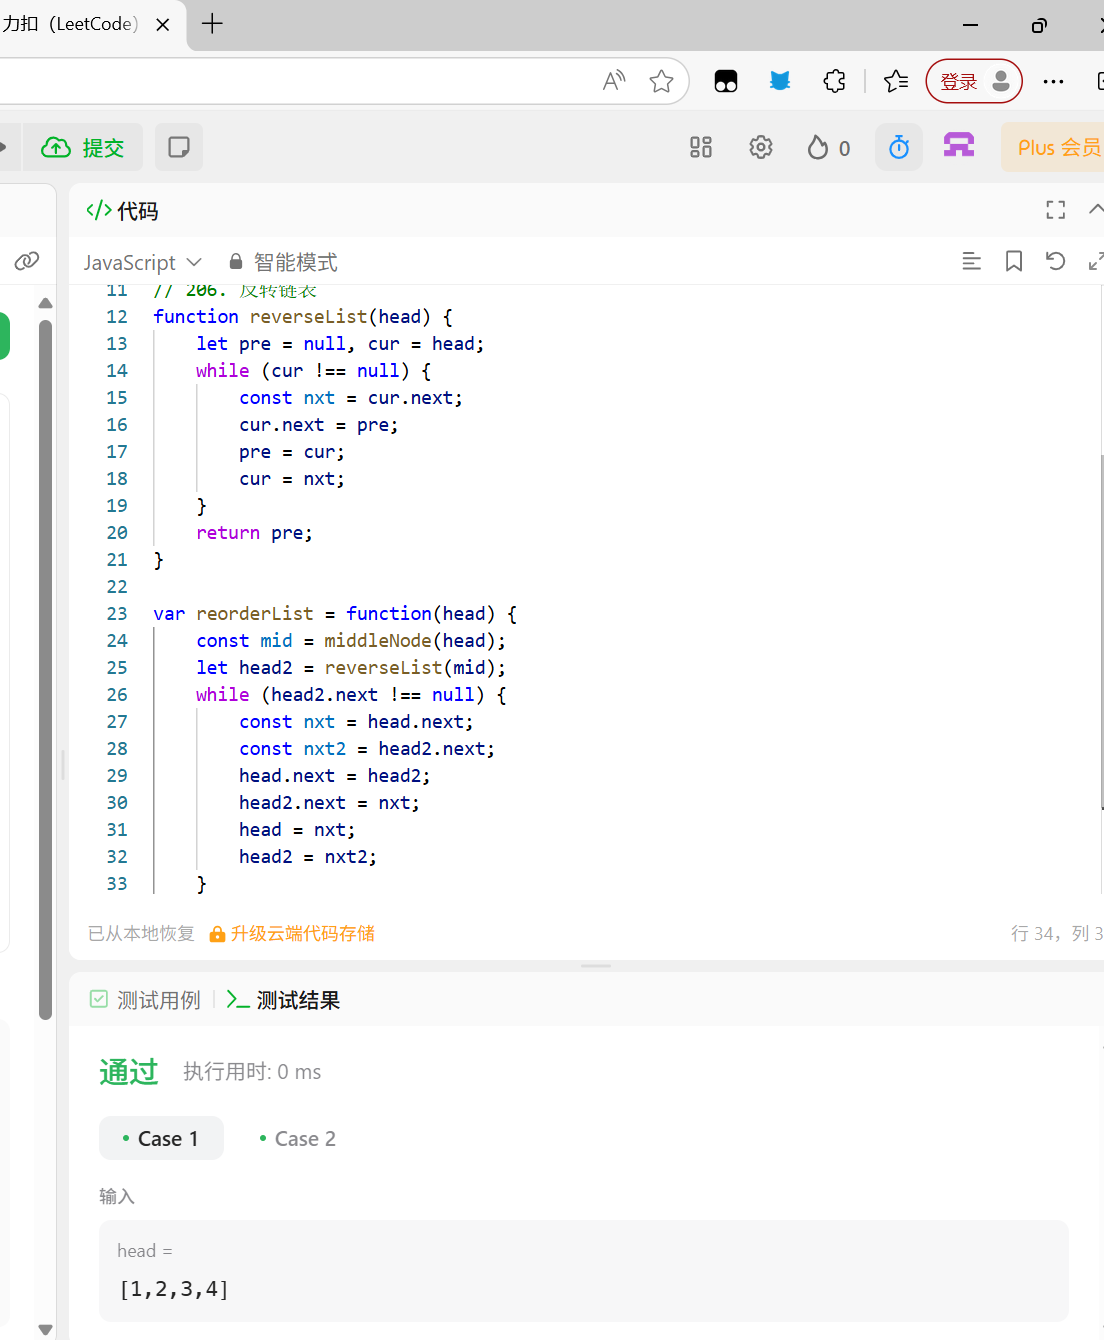 力扣（LeetCode）
登录
提交
0
Plus 会员
代码
JavaScript 智能模式
11 // 206. 反转链表
12 function reverseList(head) {
13 let pre = null, cur = head;
14 while (cur !== null) {
15 const nxt = cur.next;
16 cur.next = pre;
17 pre = cur;
18 cur = nxt;
19 }
20 return pre;
21 }
22
23 var reorderList = function(head) {
24 const mid = middleNode(head);
25 let head2 = reverseList(mid);
26 while (head2.next !== null) {
27 const nxt = head.next;
28 const nxt2 = head2.next;
29 head.next = head2;
30 head2.next = nxt;
31 head = nxt;
32 head2 = nxt2;
33 }
已从本地恢复 升级云端代码存储 行 34，列 3
测试用例 测试结果
通过 执行用时: 0 ms
Case 1 Case 2
输入
head =
[1,2,3,4]